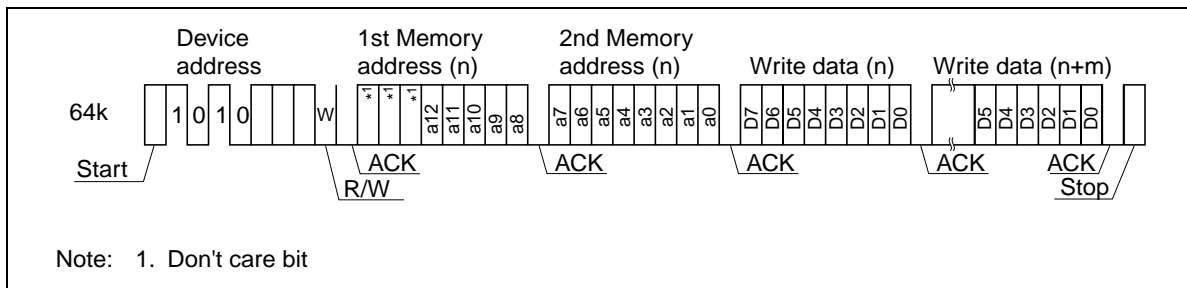 Device address
1st Memory address (n)
2nd Memory address (n)
Write data (n)
Write data (n+m)
64k
1 0 1 0 W
*1 *1 *1 a12 a11 a10 a9 a8
a7 a6 a5 a4 a3 a2 a1 a0
D7 D6 D5 D4 D3 D2 D1 D0
D5 D4 D3 D2 D1 D0
Start
R/W
ACK
ACK
ACK
ACK
ACK
Stop
Note: 1. Don't care bit